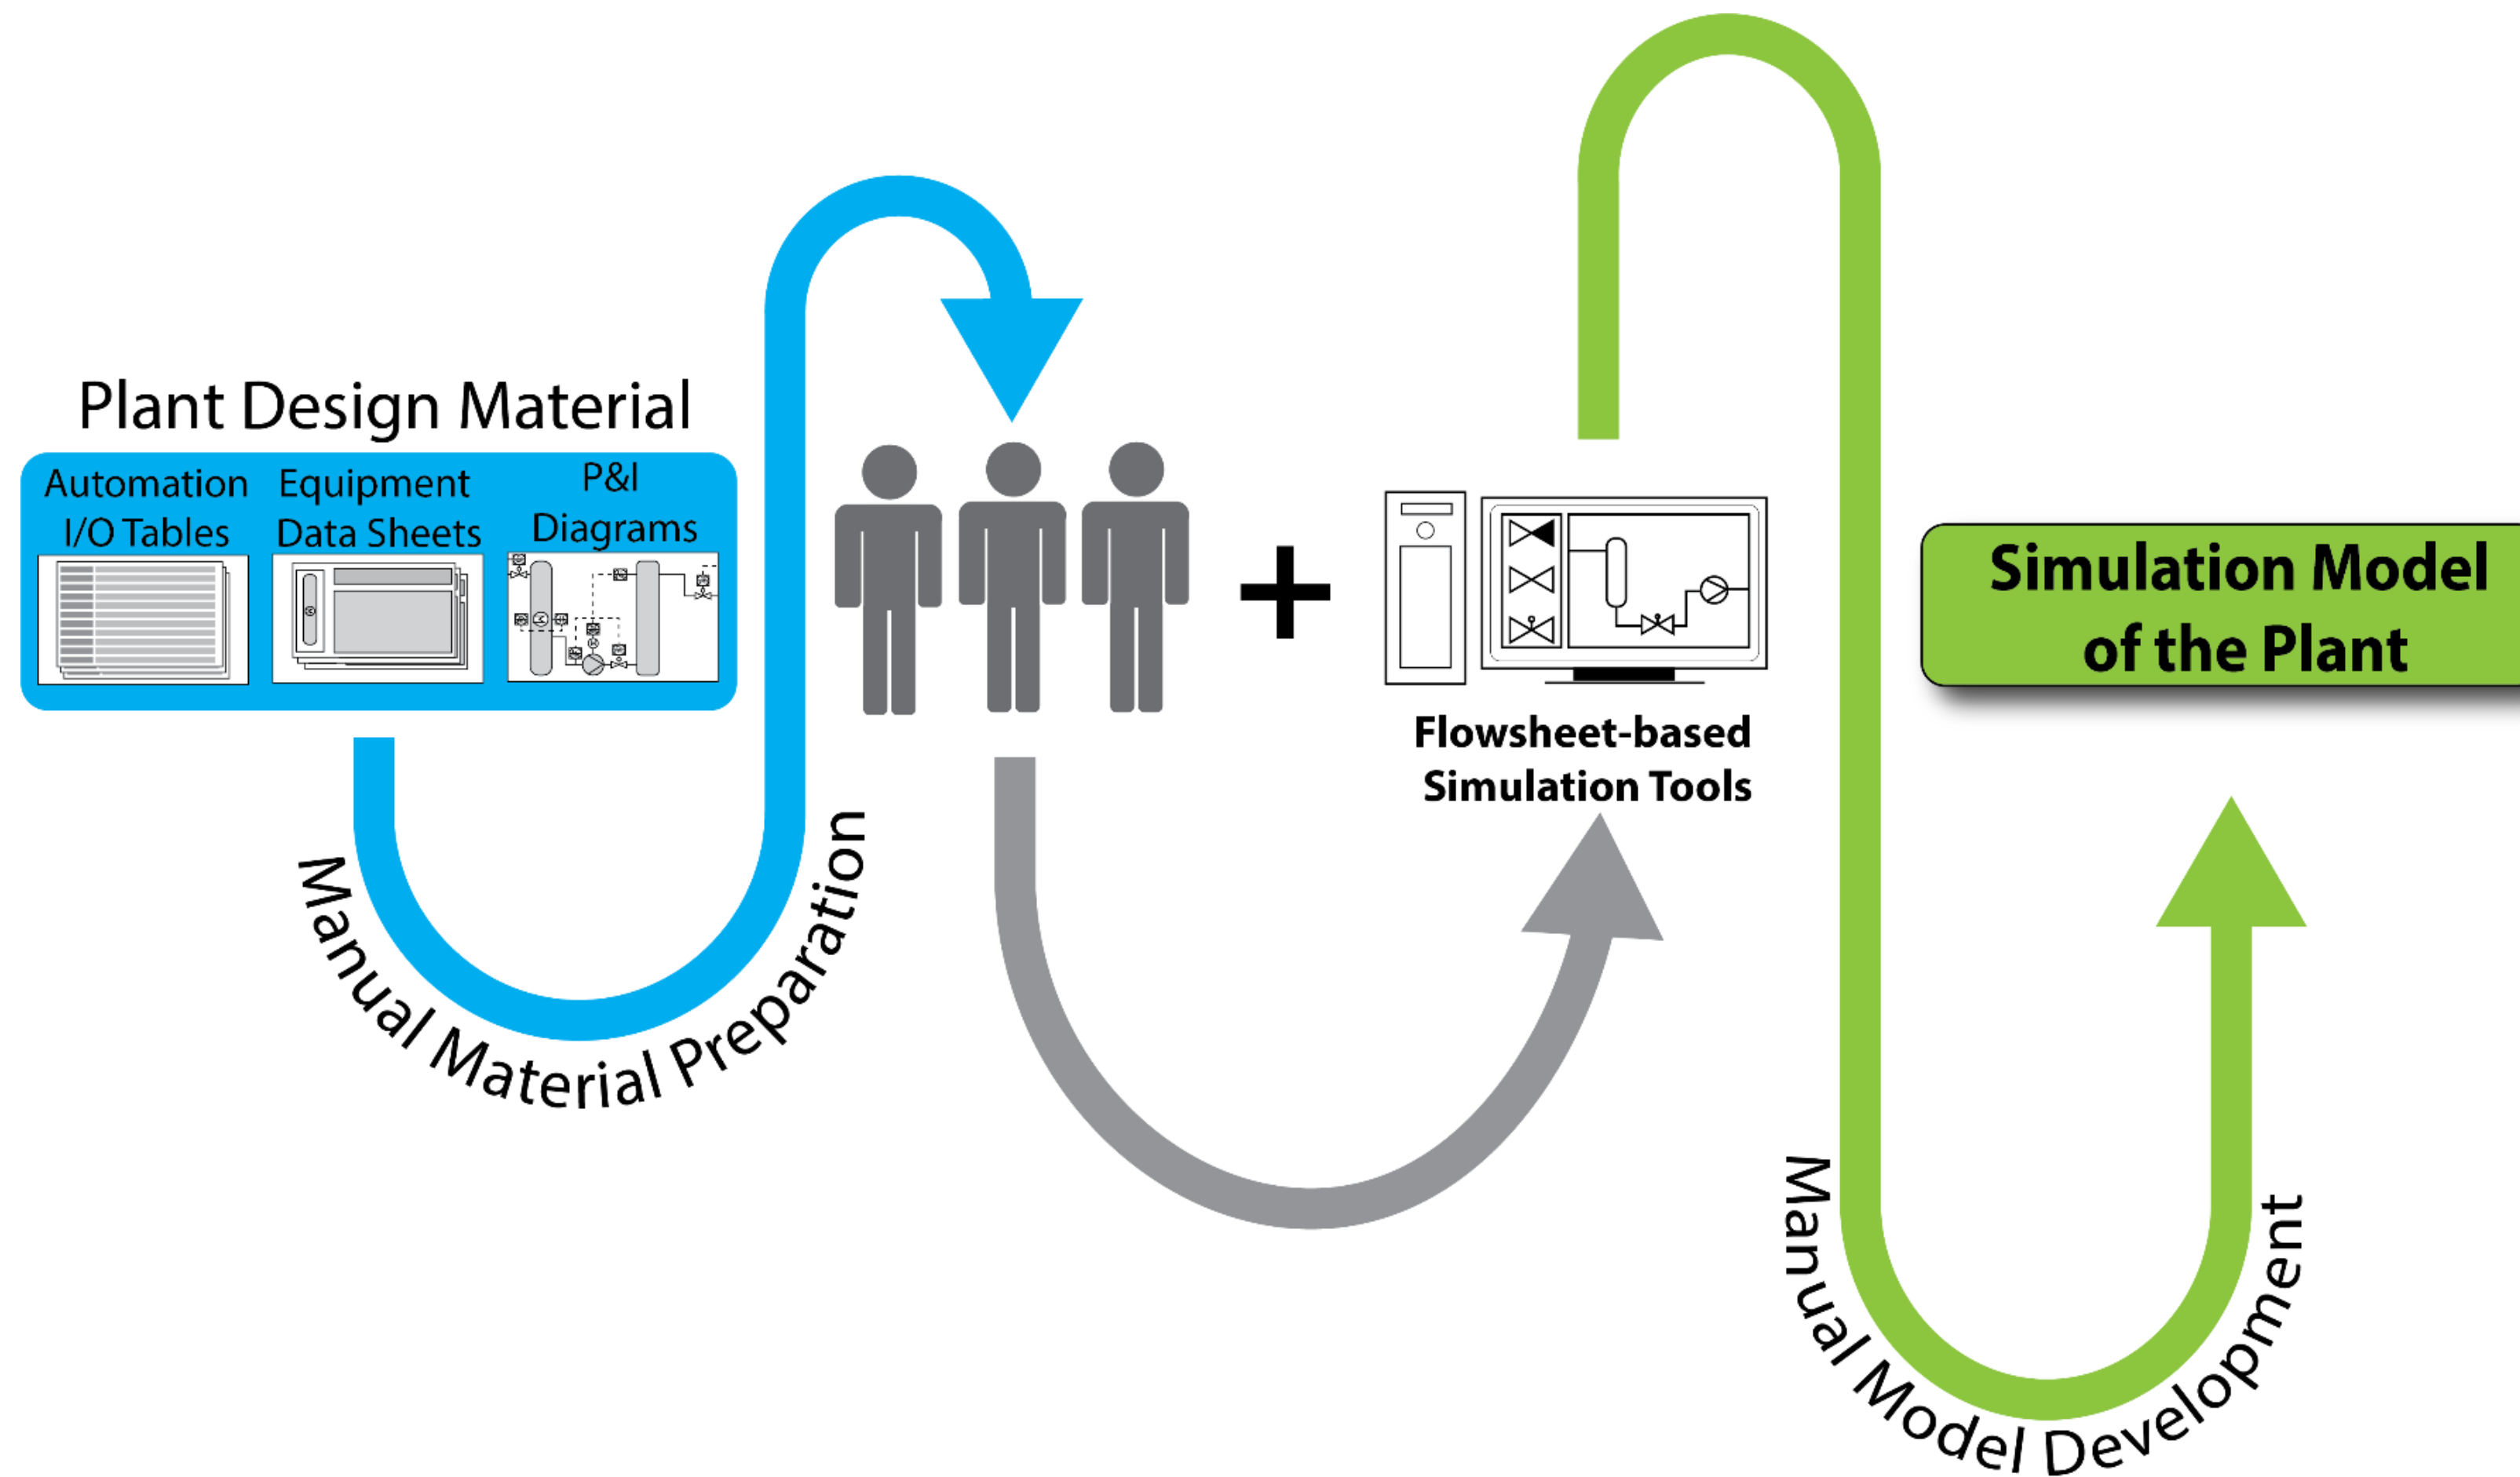 Plant Design Material
Automation
I/O Tables
Equipment
Data Sheets
P&I
Diagrams
Manual Material Preparation
+
Flowsheet-based
Simulation Tools
Manual Model Development
Simulation Model
of the Plant